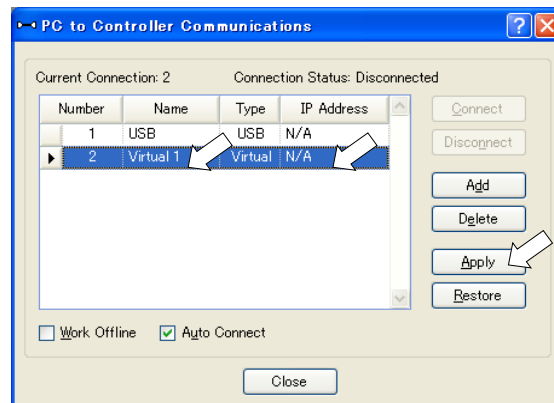 PC to Controller Communications
Current Connection: 2 Connection Status: Disconnected
Number Name Type IP Address
1 USB USB N/A
2 Virtual 1 Virtual N/A
Connect
Disconnect
Add
Delete
Apply
Restore
Work Offline Auto Connect
Close